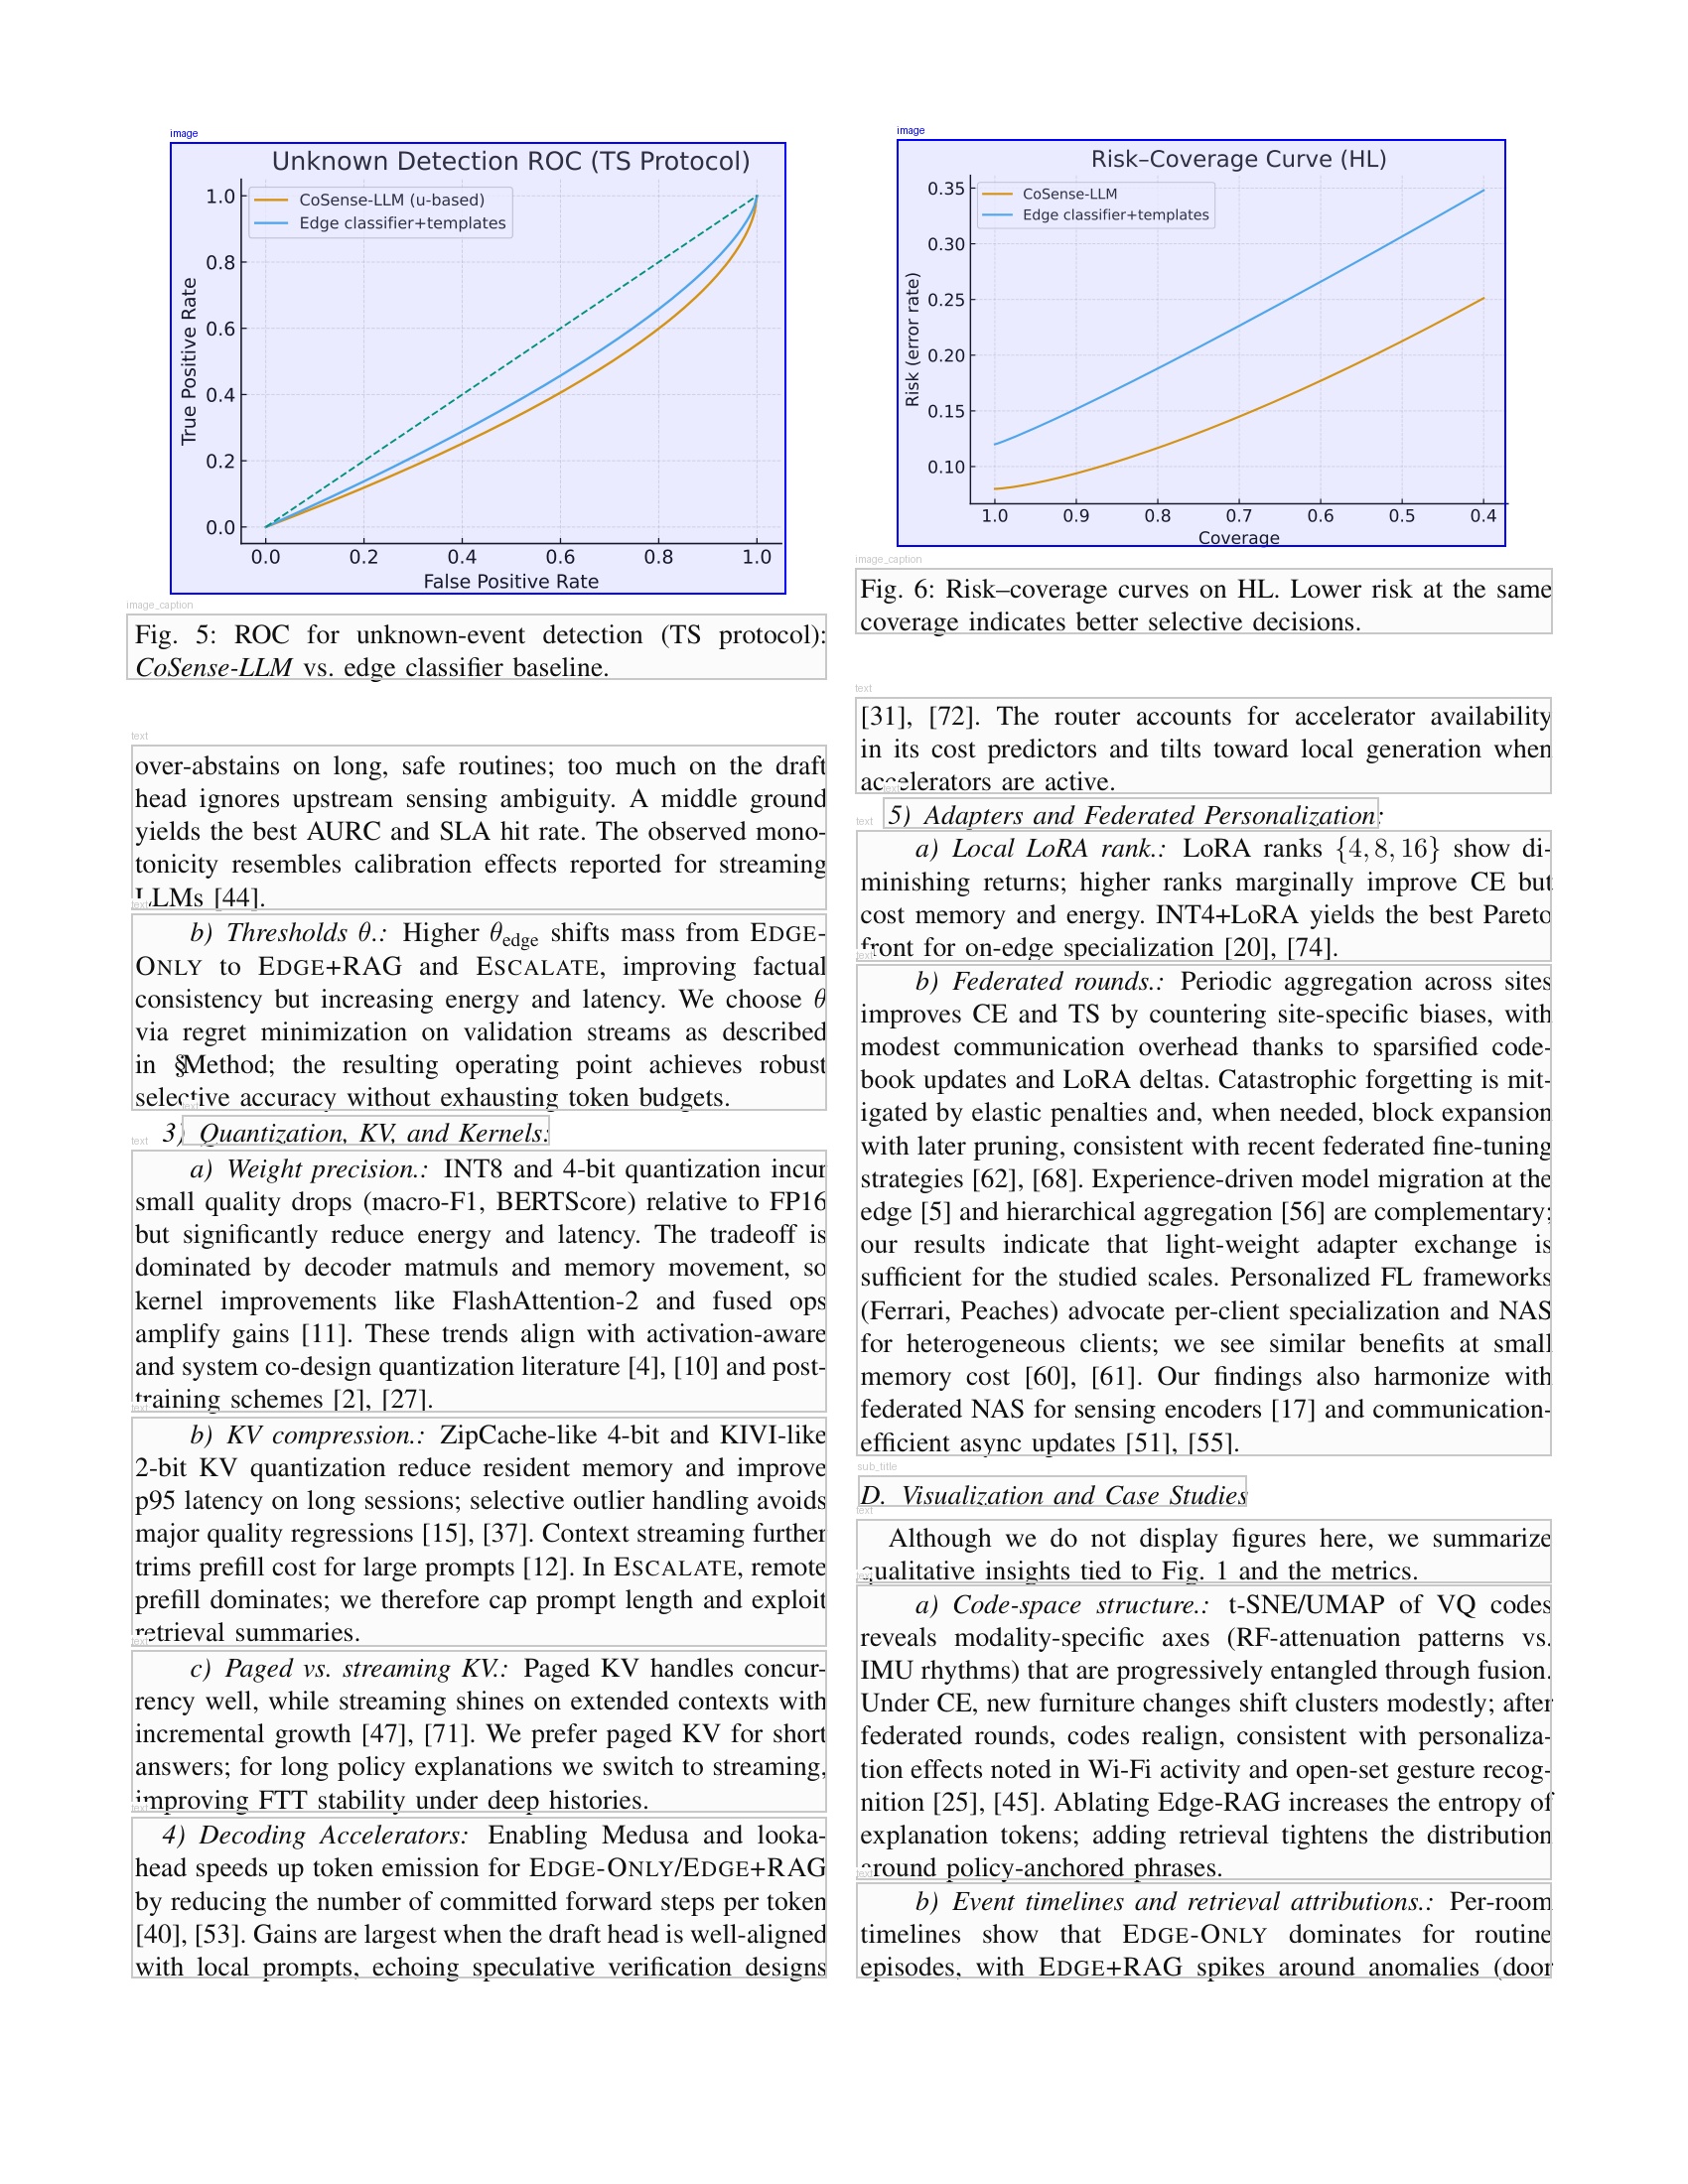 image
Unknown Detection ROC (TS Protocol)
CoSense-LLM (u-based)
Edge classifier+templates
True Positive Rate
1.0
0.8
0.6
0.4
0.2
0.0
0.0 0.2 0.4 0.6 0.8 1.0
False Positive Rate
image_caption
Fig. 5: ROC for unknown-event detection (TS protocol):
CoSense-LLM vs. edge classifier baseline.
text
over-abstains on long, safe routines; too much on the draft
head ignores upstream sensing ambiguity. A middle ground
yields the best AURC and SLA hit rate. The observed mono-
tonicity resembles calibration effects reported for streaming
LLMs [44].
text
b) Thresholds θ.: Higher θedge shifts mass from EDGE-
ONLY to EDGE+RAG and ESCALATE, improving factual
consistency but increasing energy and latency. We choose θ
via regret minimization on validation streams as described
in §Method; the resulting operating point achieves robust
selective accuracy without exhausting token budgets.
text
3) Quantization, KV, and Kernels:
text
a) Weight precision.: INT8 and 4-bit quantization incur
small quality drops (macro-F1, BERTScore) relative to FP16
but significantly reduce energy and latency. The tradeoff is
dominated by decoder matmuls and memory movement, so
kernel improvements like FlashAttention-2 and fused ops
amplify gains [11]. These trends align with activation-aware
and system co-design quantization literature [4], [10] and post-
training schemes [2], [27].
text
b) KV compression.: ZipCache-like 4-bit and KIVI-like
2-bit KV quantization reduce resident memory and improve
p95 latency on long sessions; selective outlier handling avoids
major quality regressions [15], [37]. Context streaming further
trims prefill cost for large prompts [12]. In ESCALATE, remote
prefill dominates; we therefore cap prompt length and exploit
retrieval summaries.
text
c) Paged vs. streaming KV.: Paged KV handles concur-
rency well, while streaming shines on extended contexts with
incremental growth [47], [71]. We prefer paged KV for short
answers; for long policy explanations we switch to streaming,
improving FTT stability under deep histories.
text
4) Decoding Accelerators: Enabling Medusa and looka-
head speeds up token emission for EDGE-ONLY/EDGE+RAG
by reducing the number of committed forward steps per token
[40], [53]. Gains are largest when the draft head is well-aligned
with local prompts, echoing speculative verification designs
image
Risk–Coverage Curve (HL)
CoSense-LLM
Edge classifier+templates
Risk (error rate)
0.35
0.30
0.25
0.20
0.15
0.10
1.0 0.9 0.8 0.7 0.6 0.5 0.4
Coverage
image_caption
Fig. 6: Risk–coverage curves on HL. Lower risk at the same
coverage indicates better selective decisions.
text
[31], [72]. The router accounts for accelerator availability
in its cost predictors and tilts toward local generation when
accelerators are active.
text
5) Adapters and Federated Personalization:
text
a) Local LoRA rank.: LoRA ranks {4, 8, 16} show di-
minishing returns; higher ranks marginally improve CE but
cost memory and energy. INT4+LoRA yields the best Pareto
front for on-edge specialization [20], [74].
text
b) Federated rounds.: Periodic aggregation across sites
improves CE and TS by countering site-specific biases, with
modest communication overhead thanks to sparsified code-
book updates and LoRA deltas. Catastrophic forgetting is mit-
igated by elastic penalties and, when needed, block expansion
with later pruning, consistent with recent federated fine-tuning
strategies [62], [68]. Experience-driven model migration at the
edge [5] and hierarchical aggregation [56] are complementary;
our results indicate that light-weight adapter exchange is
sufficient for the studied scales. Personalized FL frameworks
(Ferrari, Peaches) advocate per-client specialization and NAS
for heterogeneous clients; we see similar benefits at small
memory cost [60], [61]. Our findings also harmonize with
federated NAS for sensing encoders [17] and communication-
efficient async updates [51], [55].
sub_title
D. Visualization and Case Studies
text
Although we do not display figures here, we summarize
qualitative insights tied to Fig. 1 and the metrics.
text
a) Code-space structure.: t-SNE/UMAP of VQ codes
reveals modality-specific axes (RF-attenuation patterns vs.
IMU rhythms) that are progressively entangled through fusion.
Under CE, new furniture changes shift clusters modestly; after
federated rounds, codes realign, consistent with personaliza-
tion effects noted in Wi-Fi activity and open-set gesture recog-
nition [25], [45]. Ablating Edge-RAG increases the entropy of
explanation tokens; adding retrieval tightens the distribution
around policy-anchored phrases.
text
b) Event timelines and retrieval attributions.: Per-room
timelines show that EDGE-ONLY dominates for routine
episodes, with EDGE+RAG spikes around anomalies (door